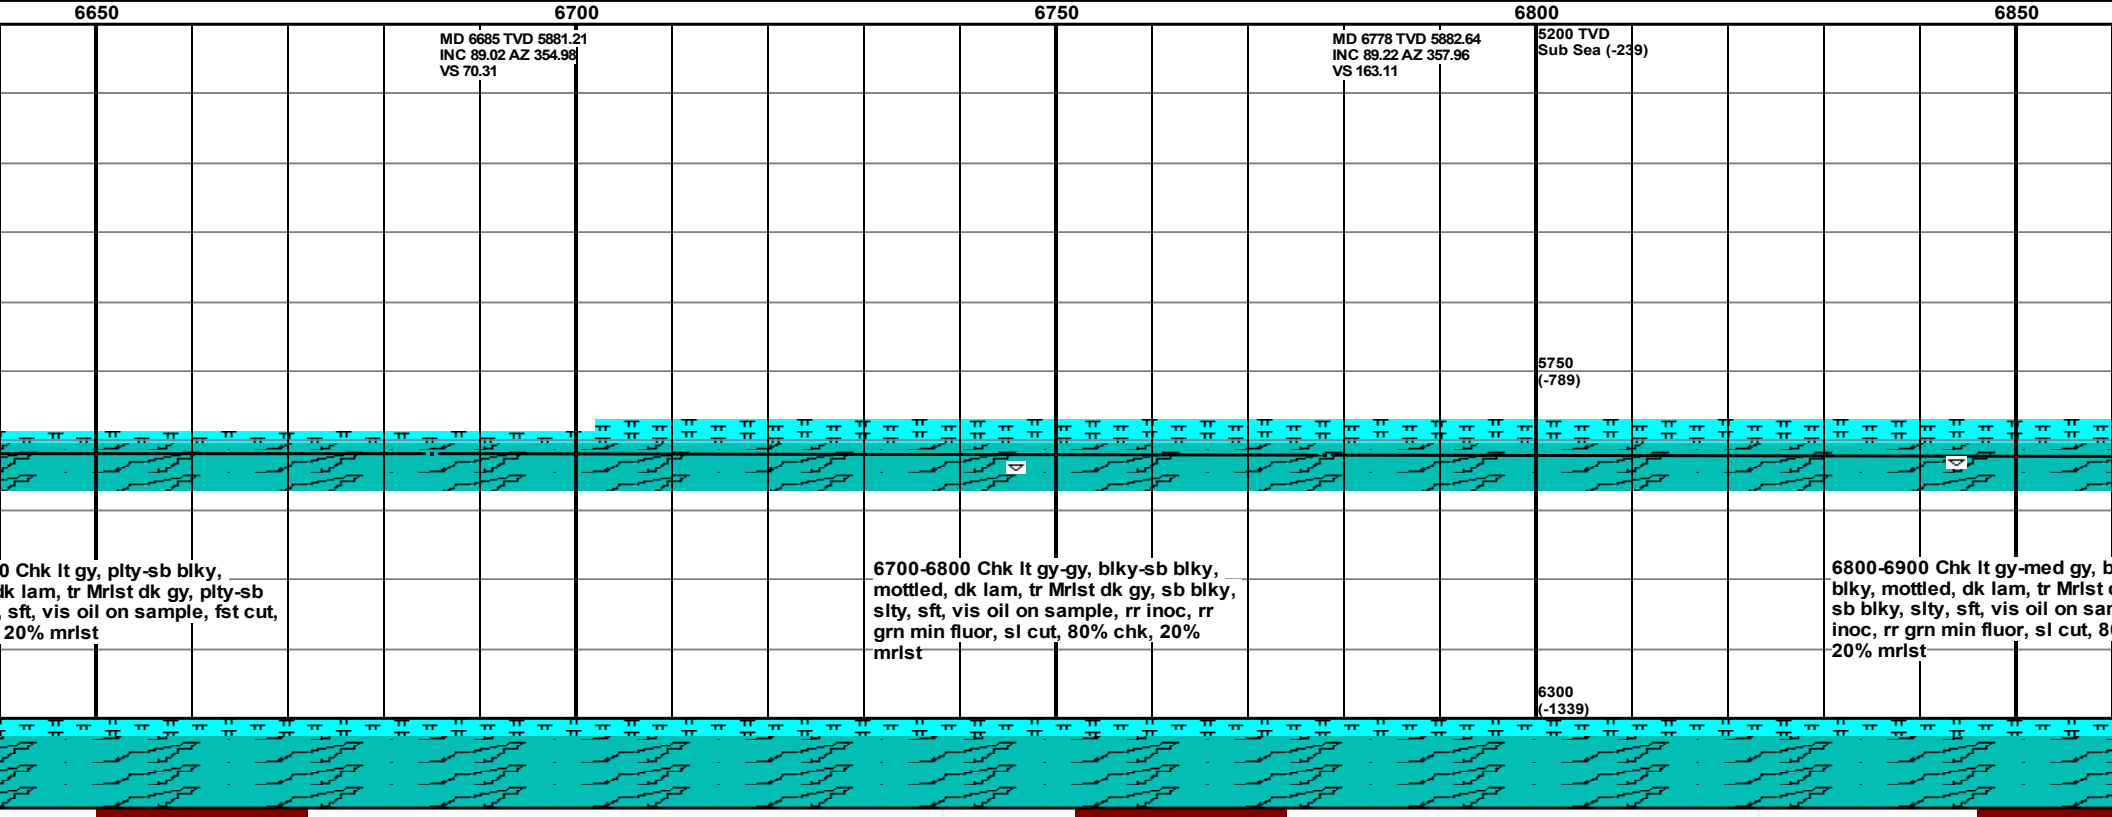 6650 6700 6750 6800 6850
MD 6685 TVD 5881.21
INC 89.02 AZ 354.98
VS 70.31
MD 6778 TVD 5882.64
INC 89.22 AZ 357.96
VS 163.11
5200 TVD
Sub Sea (-239)
5750
(-789)
0 Chk lt gy, plty-sb blky,
dk lam, tr Mrlst dk gy, plty-sb
, sft, vis oil on sample, fst cut,
20% mrlst
6700-6800 Chk lt gy-gy, blky-sb blky,
mottled, dk lam, tr Mrlst dk gy, sb blky,
slty, sft, vis oil on sample, rr inoc, rr
grn min fluor, sl cut, 80% chk, 20%
mrlst
6800-6900 Chk lt gy-med gy, b
blky, mottled, dk lam, tr Mrlst
sb blky, slty, sft, vis oil on
inoc, rr grn min fluor, sl cut,
20% mrlst
6300
(-1339)